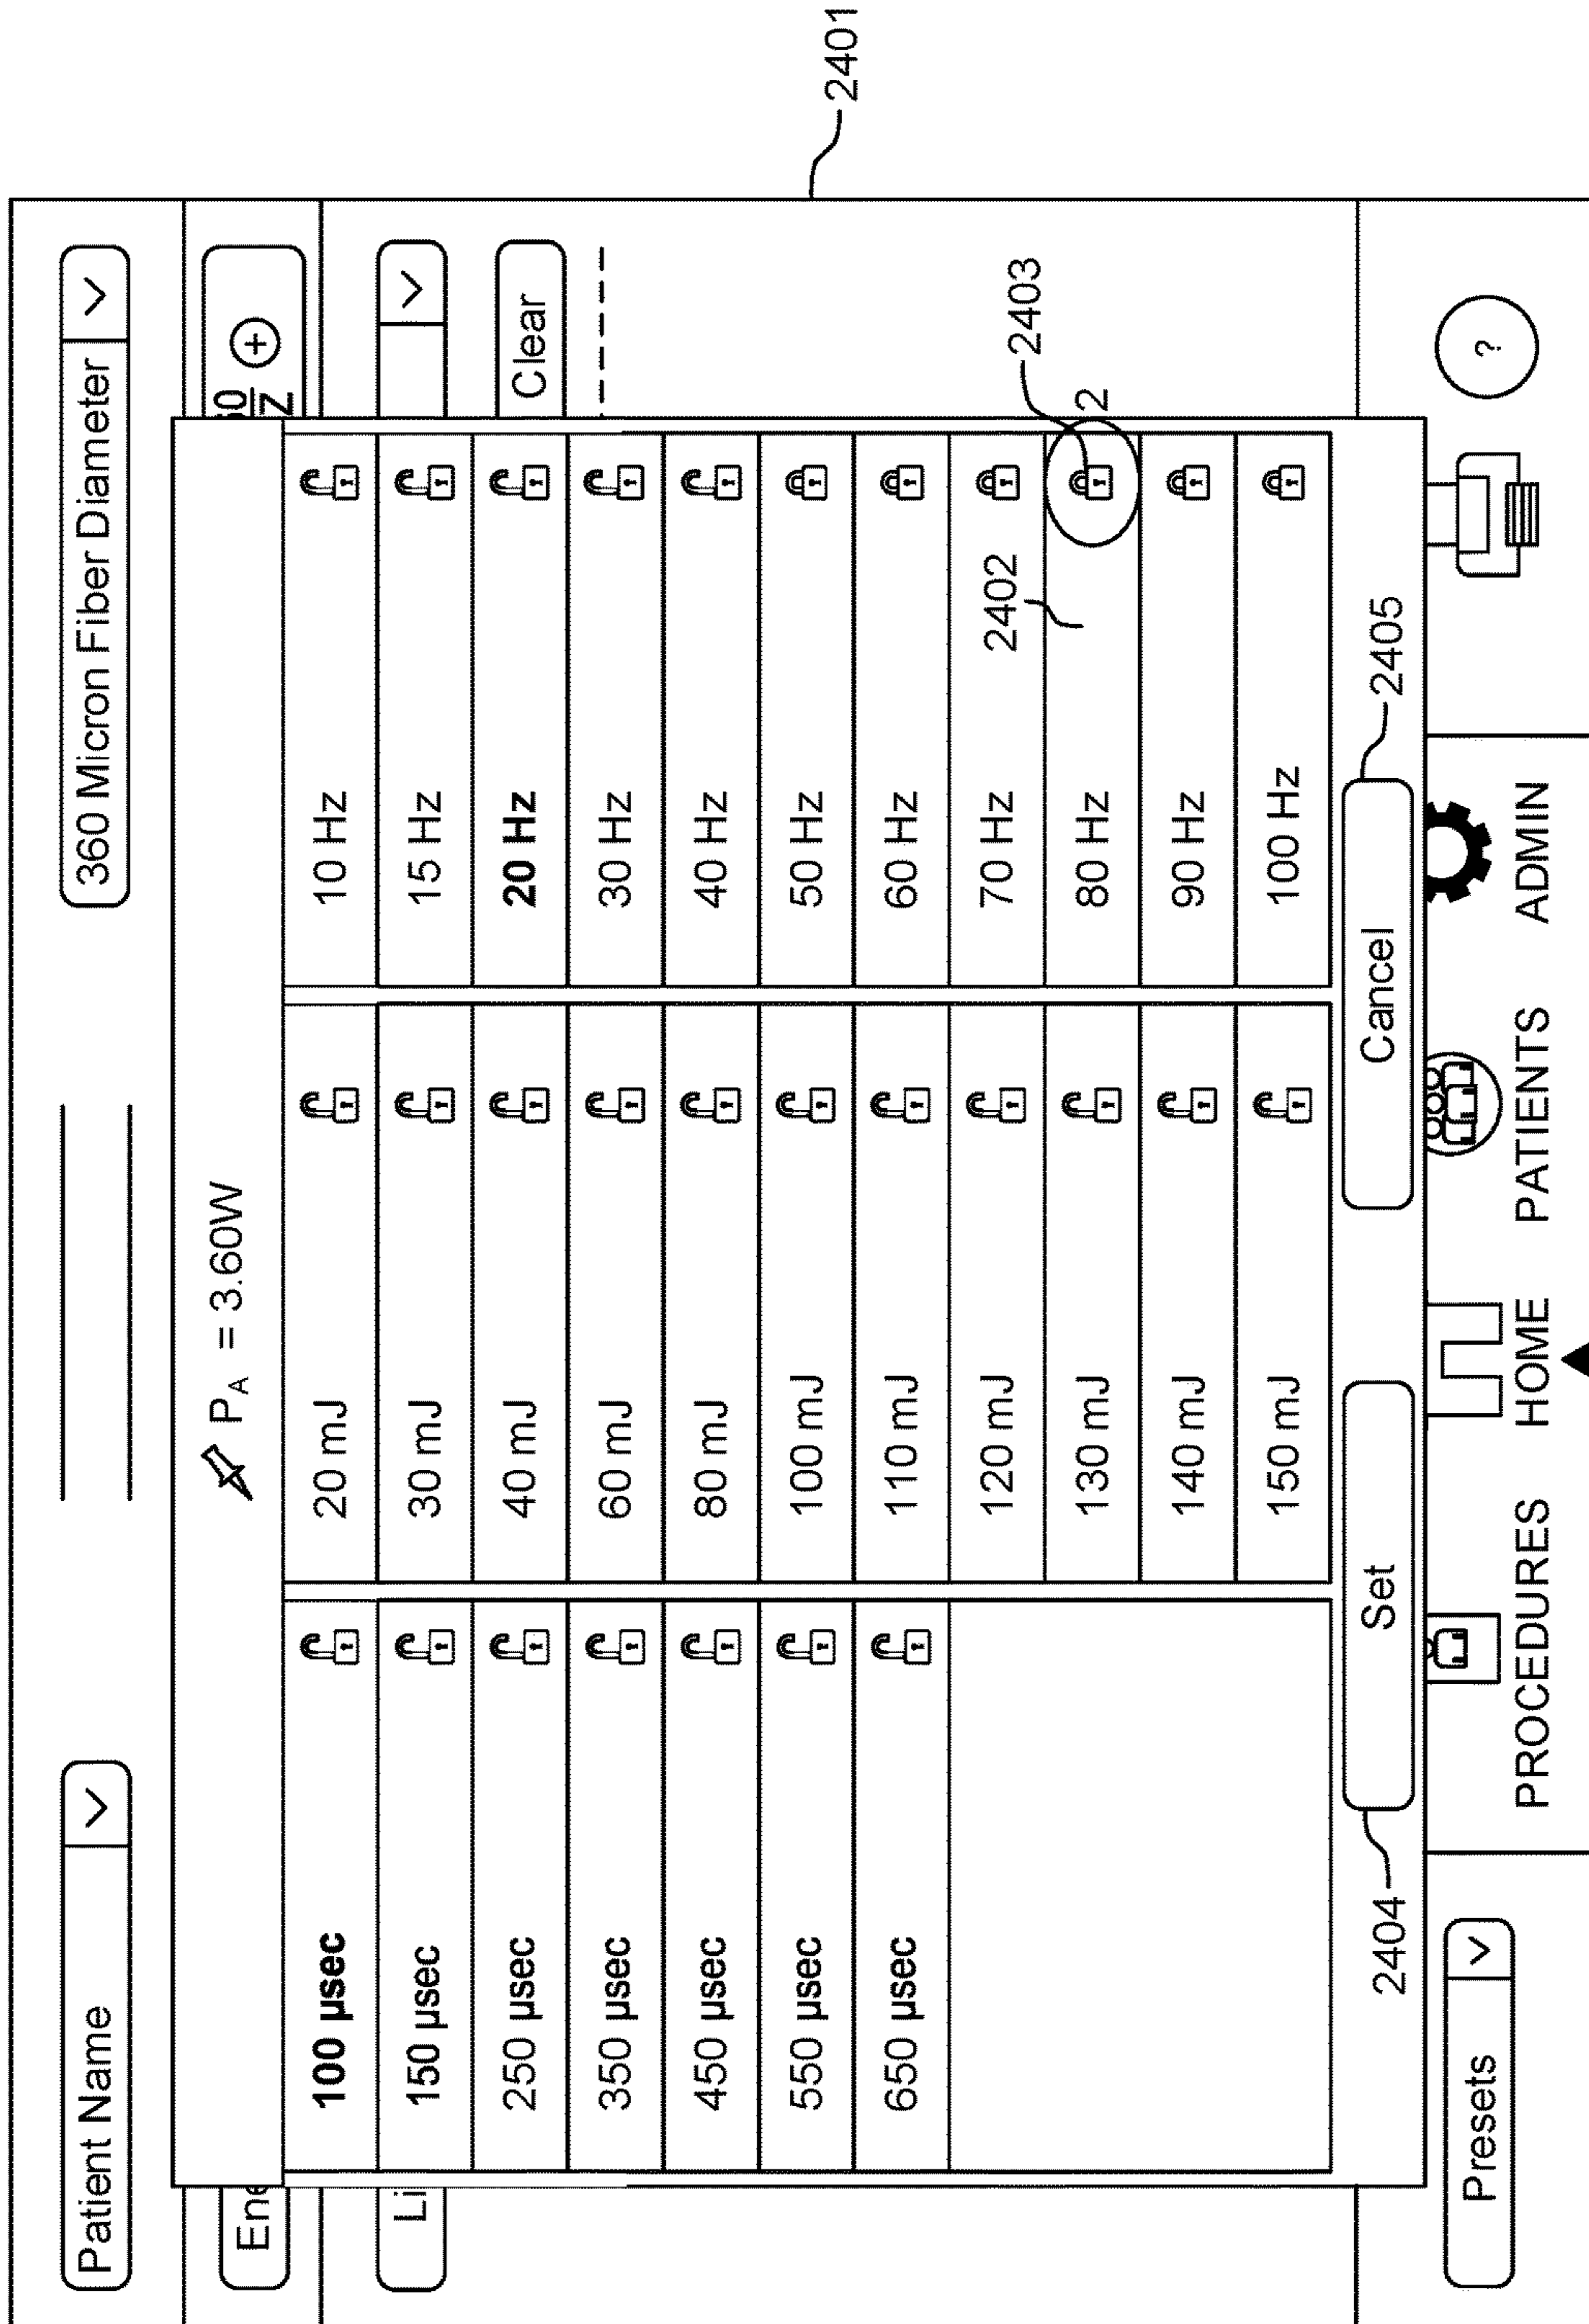 Patient Name
360 Micron Fiber Diameter
Ene
60
Z
+
P_A = 3.60W
Li
Clear
100 µsec 20 mJ 10 Hz
150 µsec 30 mJ 15 Hz
250 µsec 40 mJ 20 Hz
350 µsec 60 mJ 30 Hz
450 µsec 80 mJ 40 Hz
550 µsec 100 mJ 50 Hz
650 µsec 110 mJ 60 Hz
120 mJ 70 Hz
130 mJ 80 Hz
140 mJ 90 Hz
150 mJ 100 Hz
2401
2402
2403
2
2404
Set
Cancel
2405
Presets
PROCEDURES
HOME
PATIENTS
ADMIN
?